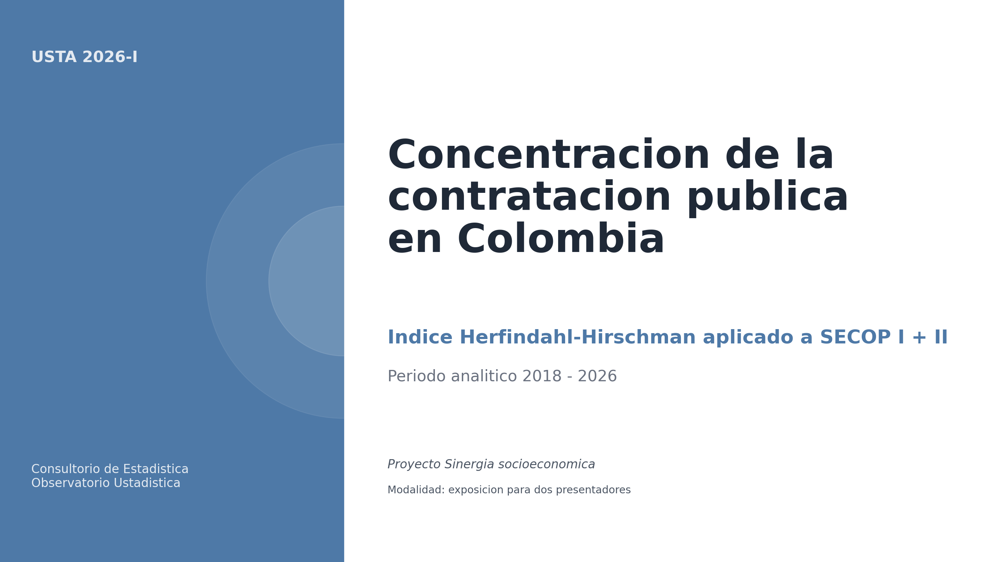 USTA 2026-I
Concentracion de la
contratacion publica
en Colombia
Indice Herfindahl-Hirschman aplicado a SECOP I + II
Periodo analitico 2018 - 2026
Proyecto Sinergia socioeconomica
Modalidad: exposicion para dos presentadores
Consultorio de Estadistica
Observatorio Ustadistica